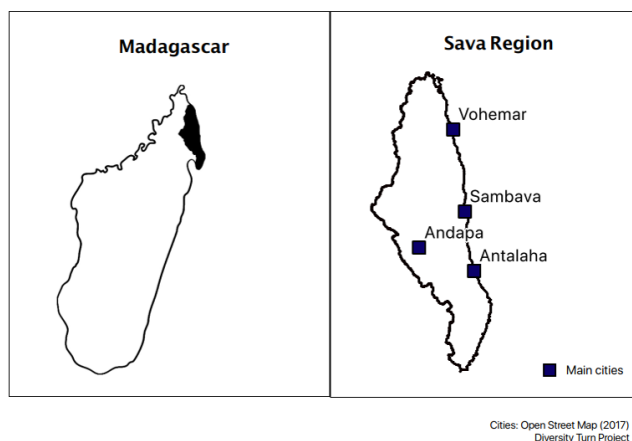 Madagascar
Sava Region
Vohemar
Sambava
Andapa
Antalaha
Main cities
Cities: Open Street Map (2017)
Diversity Turn Project